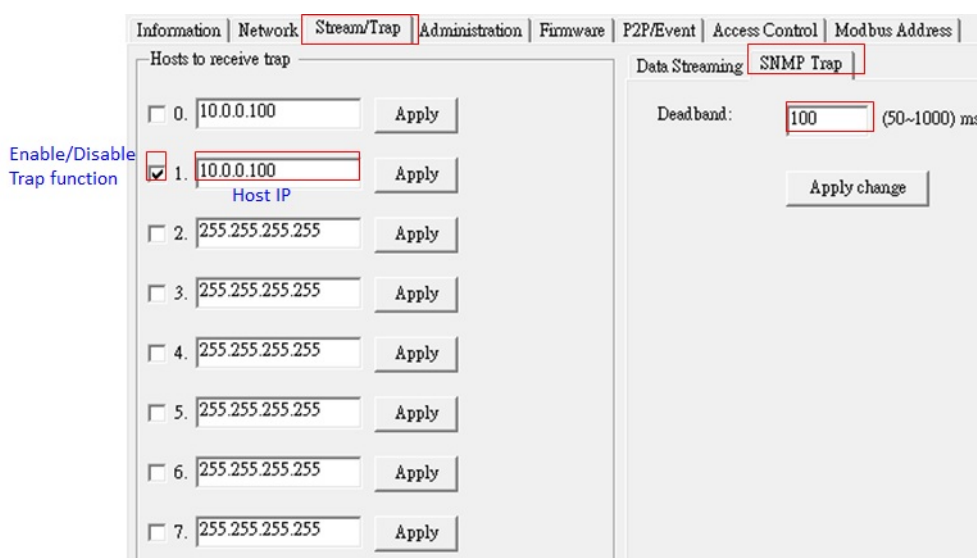 Information Network Stream/Trap Administration Firmware P2P/Event Access Control Modbus Address
Hosts to receive trap
Data Streaming SNMP Trap
0. 10.0.0.100 Apply
Deadband: 100 (50~1000) ms
Enable/Disable
Trap function
1. 10.0.0.100 Apply
Host IP
Apply change
2. 255.255.255.255 Apply
3. 255.255.255.255 Apply
4. 255.255.255.255 Apply
5. 255.255.255.255 Apply
6. 255.255.255.255 Apply
7. 255.255.255.255 Apply